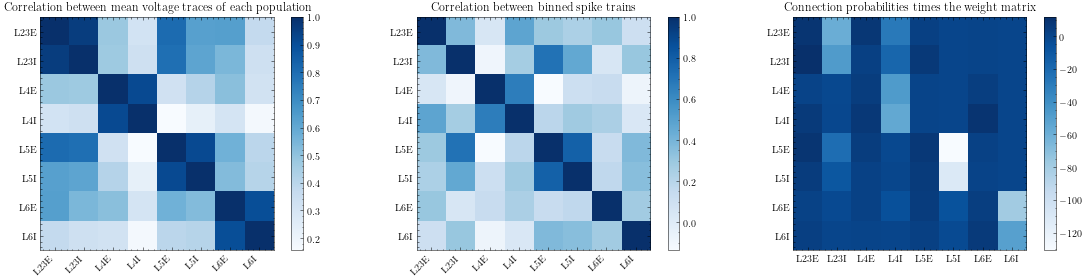 Correlation between mean voltage traces of each population
L23E
L23I
L4E
L4I
L5E
L5I
L6E
L6I
L23E L23I L4E L4I L5E L5I L6E L6I
1.0
0.9
0.8
0.7
0.6
0.5
0.4
0.3
0.2
Correlation between binned spike trains
L23E
L23I
L4E
L4I
L5E
L5I
L6E
L6I
L23E L23I L4E L4I L5E L5I L6E L6I
1.0
0.8
0.6
0.4
0.2
0.0
Connection probabilities times the weight matrix
L23E
L23I
L4E
L4I
L5E
L5I
L6E
L6I
L23E L23I L4E L4I L5E L5I L6E L6I
0
−20
−40
−60
−80
−100
−120